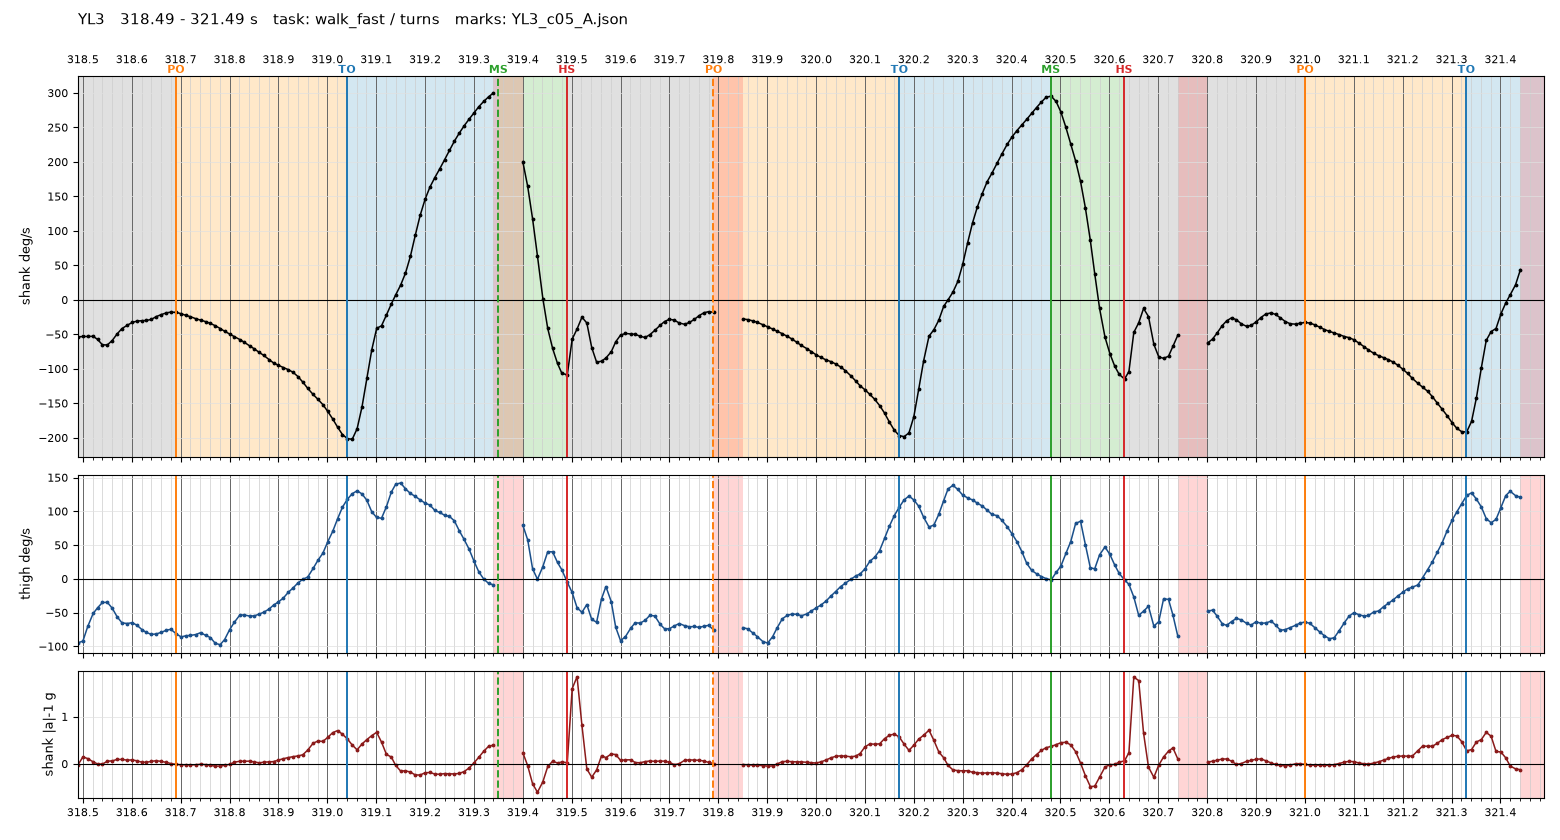 YL3   318.49 - 321.49 s   task: walk_fast / turns   marks: YL3_c05_A.json
318.5 318.6 318.7 318.8 318.9 319.0 319.1 319.2 319.3 319.4 319.5 319.6 319.7 319.8 319.9 320.0 320.1 320.2 320.3 320.4 320.5 320.6 320.7 320.8 320.9 321.0 321.1 321.2 321.3 321.4
PO TO MS HS PO TO MS HS PO TO
300
250
200
150
100
50
0
−50
−100
−150
−200
shank deg/s
150
100
50
0
−50
−100
thigh deg/s
1
0
shank |a|-1 g
318.5 318.6 318.7 318.8 318.9 319.0 319.1 319.2 319.3 319.4 319.5 319.6 319.7 319.8 319.9 320.0 320.1 320.2 320.3 320.4 320.5 320.6 320.7 320.8 320.9 321.0 321.1 321.2 321.3 321.4